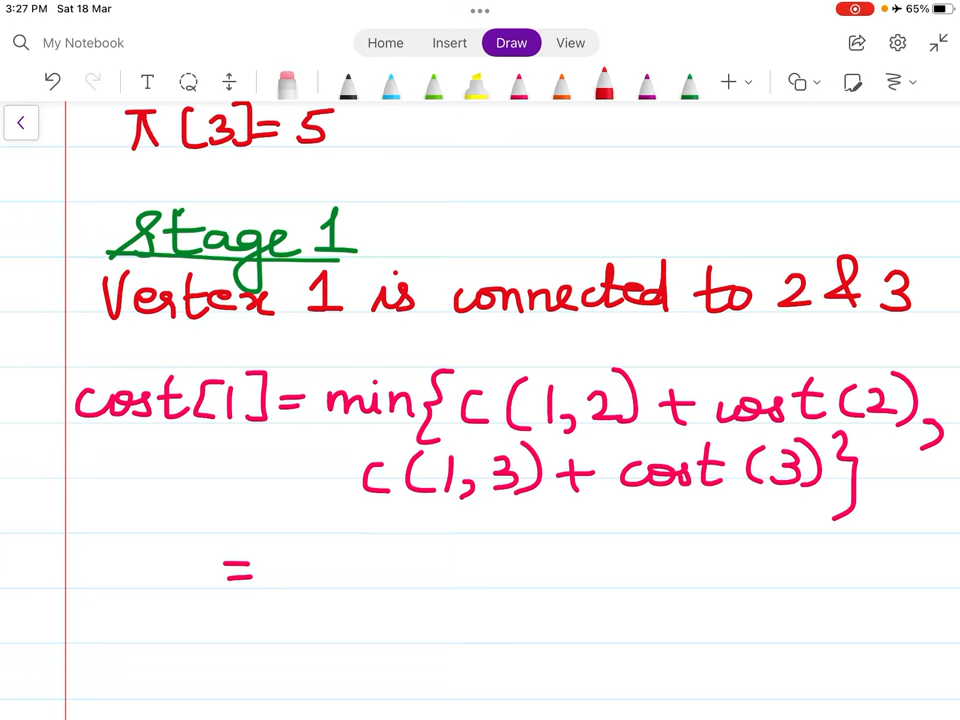 3:27 PM Sat 18 Mar
65%
My Notebook
Home Insert Draw View
T
π [3] = 5
Stage 1
Vertex 1 is connected to 2 & 3
cost[1] = min{c(1,2) + cost(2),
c(1,3) + cost(3)}
=